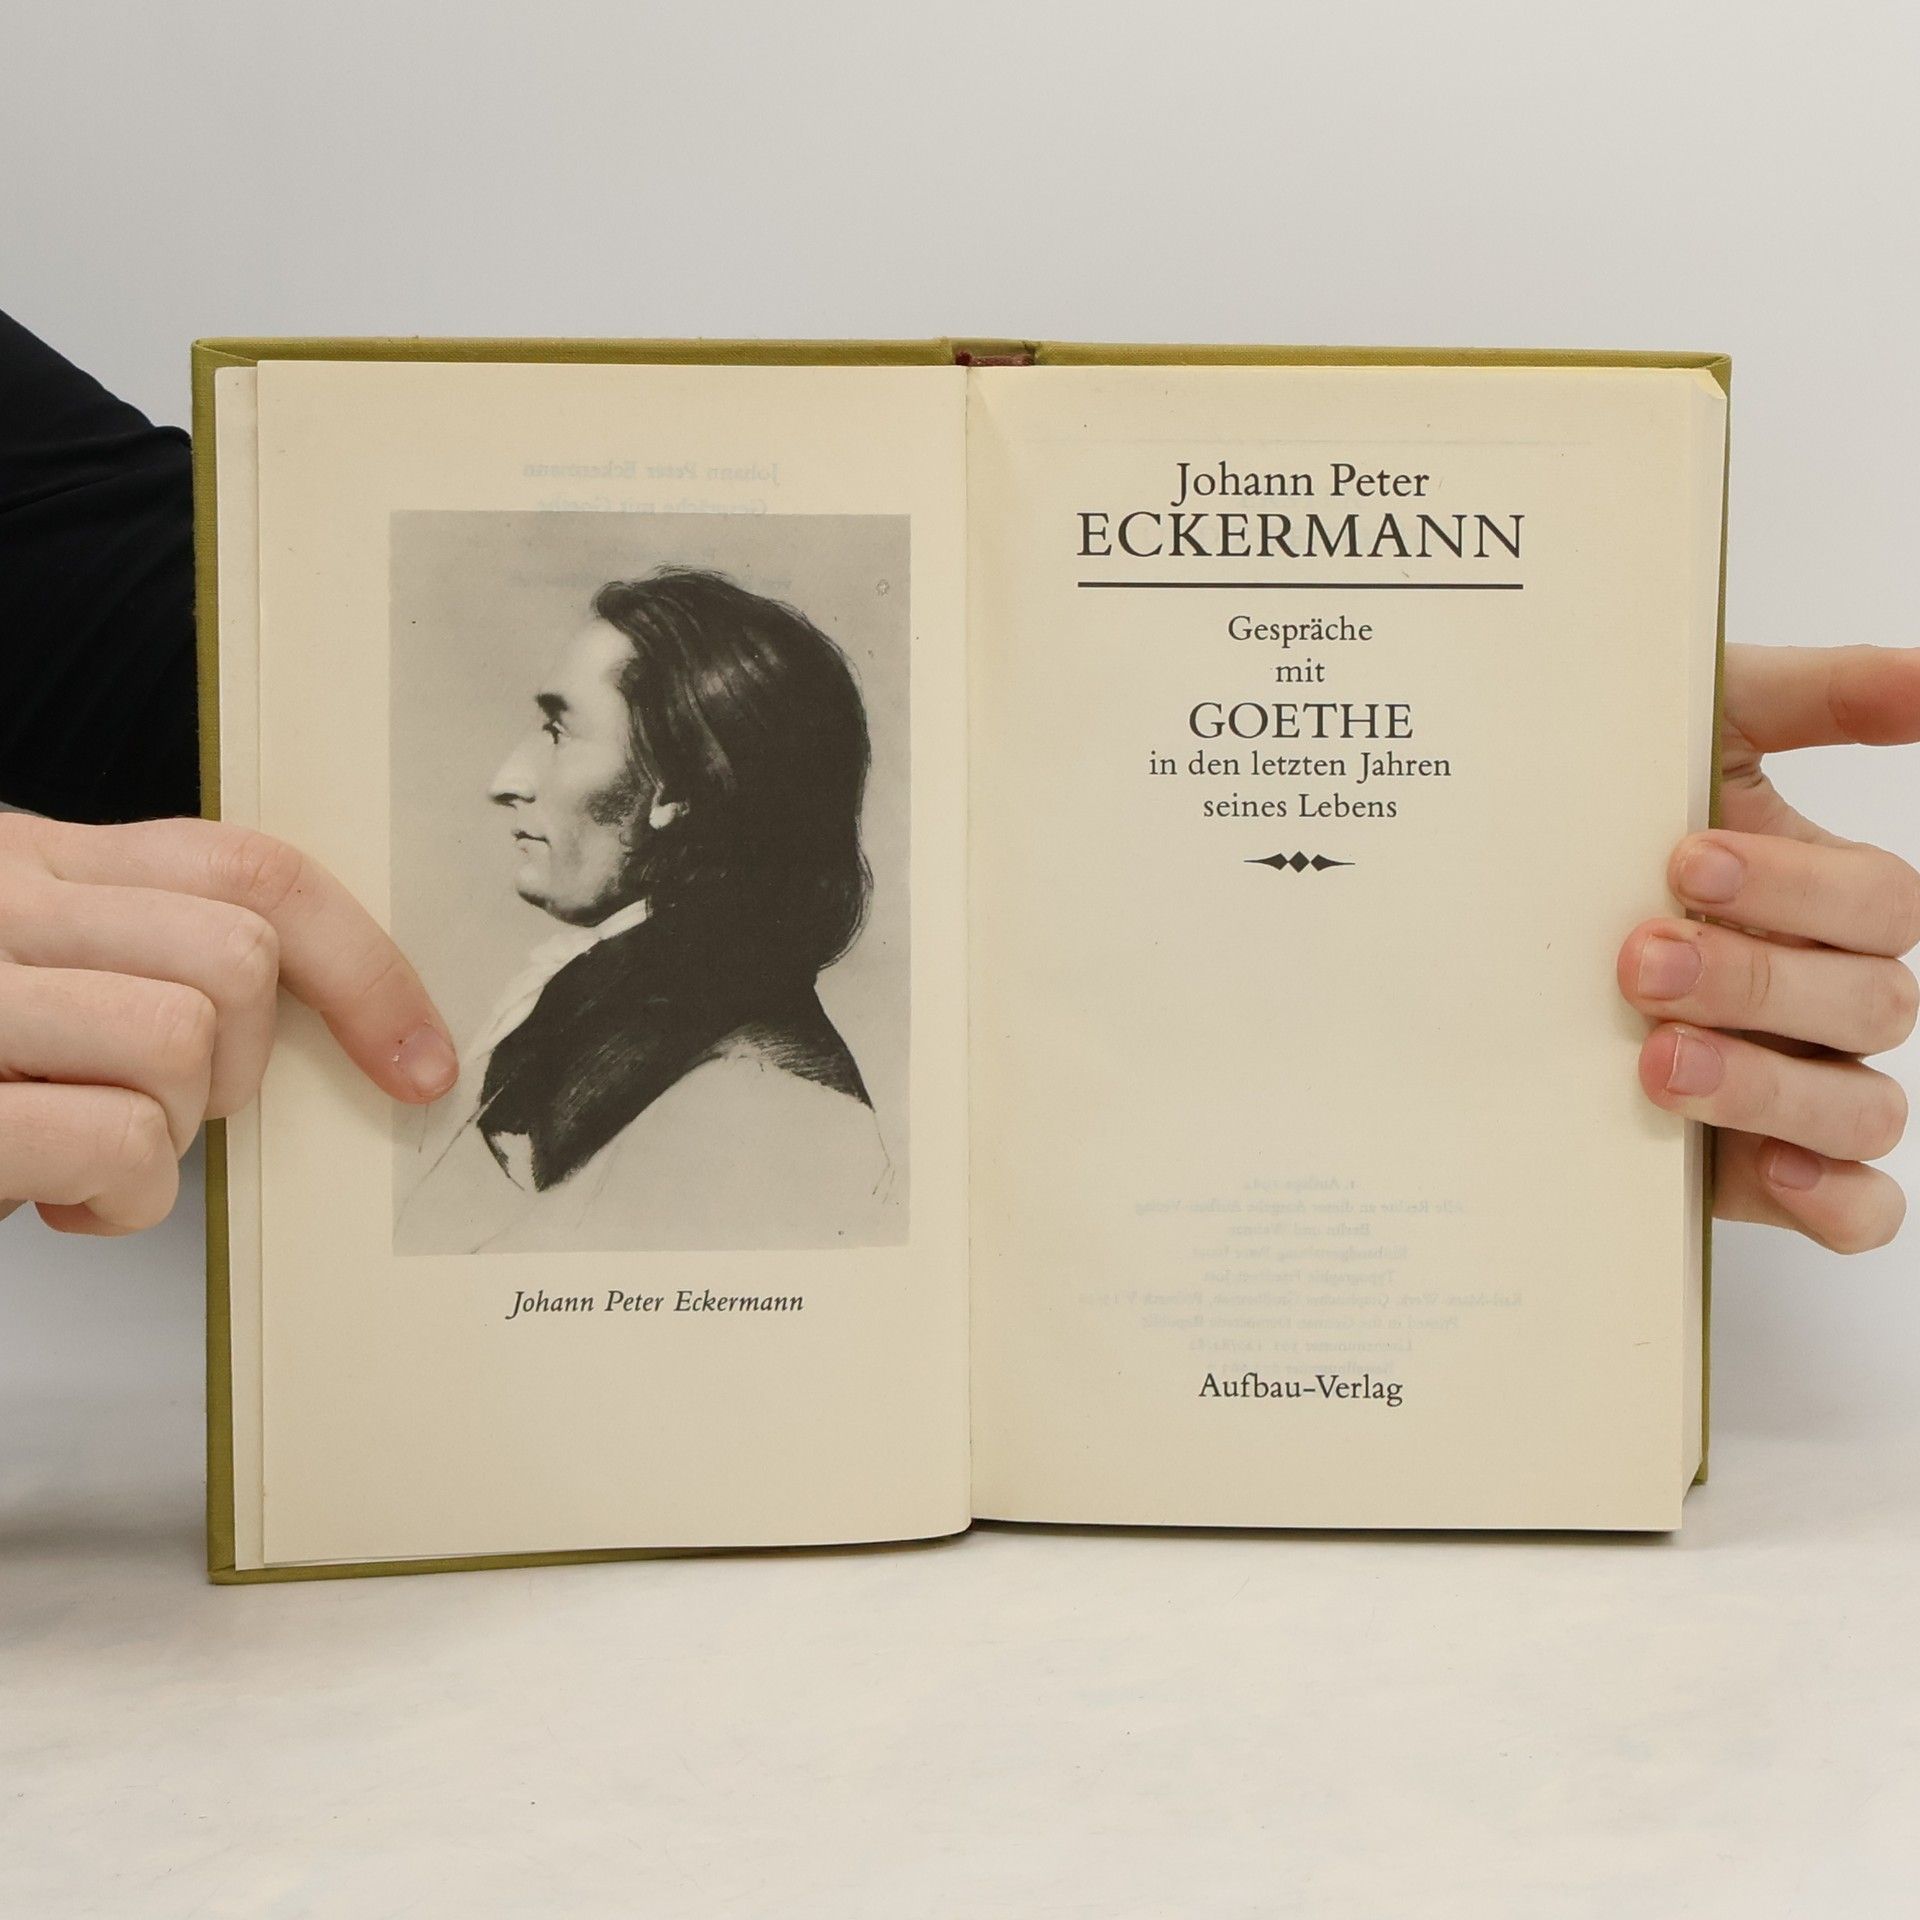 Johann Peter Eckermann
Johann Peter
ECKERMANN
Gespräche
mit
GOETHE
in den letzten Jahren
seines Lebens
Aufbau-Verlag